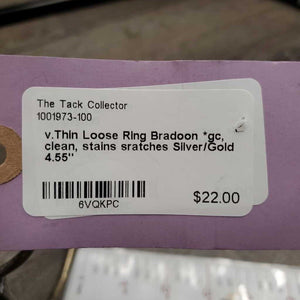 The Tack Collector
1001973-100
v.Thin Loose Ring Bradoon *gc,
clean, stains sratches Silver/Gold
4.55"
$22.00
6VQKPC